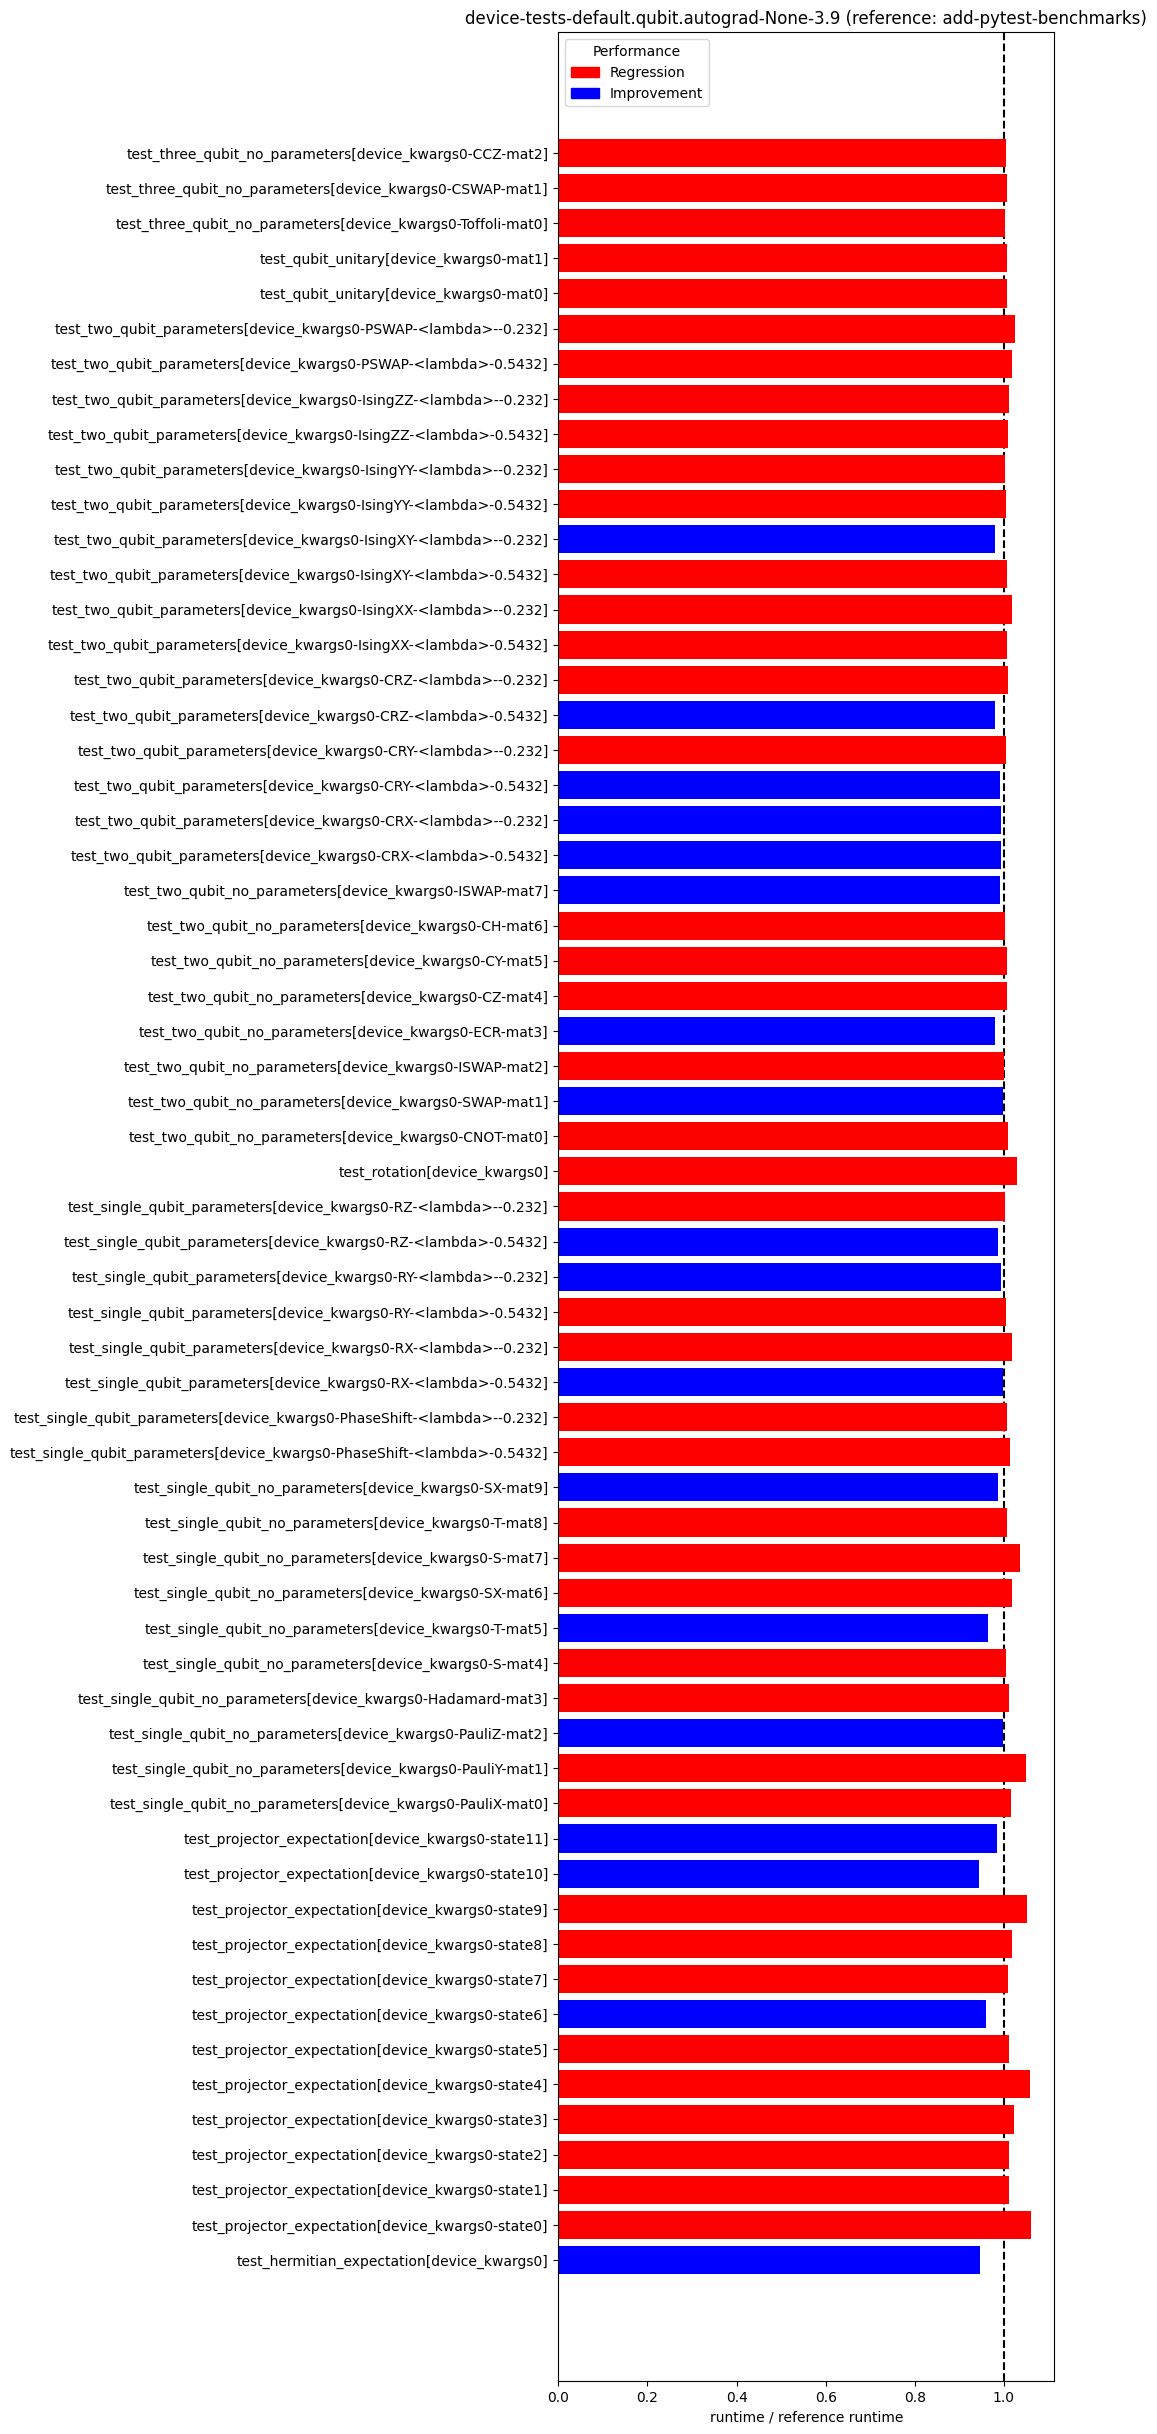 device-tests-default.qubit.autograd-None-3.9 (reference: add-pytest-benchmarks)
Performance
Regression
Improvement
test_three_qubit_no_parameters[device_kwargs0-CCZ-mat2]
test_three_qubit_no_parameters[device_kwargs0-CSWAP-mat1]
test_three_qubit_no_parameters[device_kwargs0-Toffoli-mat0]
test_qubit_unitary[device_kwargs0-mat1]
test_qubit_unitary[device_kwargs0-mat0]
test_two_qubit_parameters[device_kwargs0-PSWAP-<lambda>--0.232]
test_two_qubit_parameters[device_kwargs0-PSWAP-<lambda>-0.5432]
test_two_qubit_parameters[device_kwargs0-IsingZZ-<lambda>--0.232]
test_two_qubit_parameters[device_kwargs0-IsingZZ-<lambda>-0.5432]
test_two_qubit_parameters[device_kwargs0-IsingYY-<lambda>--0.232]
test_two_qubit_parameters[device_kwargs0-IsingYY-<lambda>-0.5432]
test_two_qubit_parameters[device_kwargs0-IsingXY-<lambda>--0.232]
test_two_qubit_parameters[device_kwargs0-IsingXY-<lambda>-0.5432]
test_two_qubit_parameters[device_kwargs0-IsingXX-<lambda>--0.232]
test_two_qubit_parameters[device_kwargs0-IsingXX-<lambda>-0.5432]
test_two_qubit_parameters[device_kwargs0-CRZ-<lambda>--0.232]
test_two_qubit_parameters[device_kwargs0-CRZ-<lambda>-0.5432]
test_two_qubit_parameters[device_kwargs0-CRY-<lambda>--0.232]
test_two_qubit_parameters[device_kwargs0-CRY-<lambda>-0.5432]
test_two_qubit_parameters[device_kwargs0-CRX-<lambda>--0.232]
test_two_qubit_parameters[device_kwargs0-CRX-<lambda>-0.5432]
test_two_qubit_no_parameters[device_kwargs0-ISWAP-mat7]
test_two_qubit_no_parameters[device_kwargs0-CH-mat6]
test_two_qubit_no_parameters[device_kwargs0-CY-mat5]
test_two_qubit_no_parameters[device_kwargs0-CZ-mat4]
test_two_qubit_no_parameters[device_kwargs0-ECR-mat3]
test_two_qubit_no_parameters[device_kwargs0-ISWAP-mat2]
test_two_qubit_no_parameters[device_kwargs0-SWAP-mat1]
test_two_qubit_no_parameters[device_kwargs0-CNOT-mat0]
test_rotation[device_kwargs0]
test_single_qubit_parameters[device_kwargs0-RZ-<lambda>--0.232]
test_single_qubit_parameters[device_kwargs0-RZ-<lambda>-0.5432]
test_single_qubit_parameters[device_kwargs0-RY-<lambda>--0.232]
test_single_qubit_parameters[device_kwargs0-RY-<lambda>-0.5432]
test_single_qubit_parameters[device_kwargs0-RX-<lambda>--0.232]
test_single_qubit_parameters[device_kwargs0-RX-<lambda>-0.5432]
test_single_qubit_parameters[device_kwargs0-PhaseShift-<lambda>--0.232]
test_single_qubit_parameters[device_kwargs0-PhaseShift-<lambda>-0.5432]
test_single_qubit_no_parameters[device_kwargs0-SX-mat9]
test_single_qubit_no_parameters[device_kwargs0-T-mat8]
test_single_qubit_no_parameters[device_kwargs0-S-mat7]
test_single_qubit_no_parameters[device_kwargs0-SX-mat6]
test_single_qubit_no_parameters[device_kwargs0-T-mat5]
test_single_qubit_no_parameters[device_kwargs0-S-mat4]
test_single_qubit_no_parameters[device_kwargs0-Hadamard-mat3]
test_single_qubit_no_parameters[device_kwargs0-PauliZ-mat2]
test_single_qubit_no_parameters[device_kwargs0-PauliY-mat1]
test_single_qubit_no_parameters[device_kwargs0-PauliX-mat0]
test_projector_expectation[device_kwargs0-state11]
test_projector_expectation[device_kwargs0-state10]
test_projector_expectation[device_kwargs0-state9]
test_projector_expectation[device_kwargs0-state8]
test_projector_expectation[device_kwargs0-state7]
test_projector_expectation[device_kwargs0-state6]
test_projector_expectation[device_kwargs0-state5]
test_projector_expectation[device_kwargs0-state4]
test_projector_expectation[device_kwargs0-state3]
test_projector_expectation[device_kwargs0-state2]
test_projector_expectation[device_kwargs0-state1]
test_projector_expectation[device_kwargs0-state0]
test_hermitian_expectation[device_kwargs0]
0.0 0.2 0.4 0.6 0.8 1.0
runtime / reference runtime